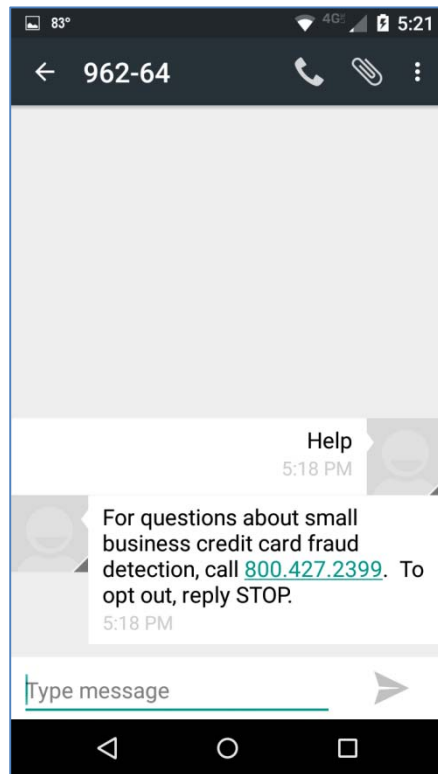 83° 4G 5:21
962-64
Help
5:18 PM
For questions about small
business credit card fraud
detection, call 800.427.2399.  To
opt out, reply STOP.
5:18 PM
Type message